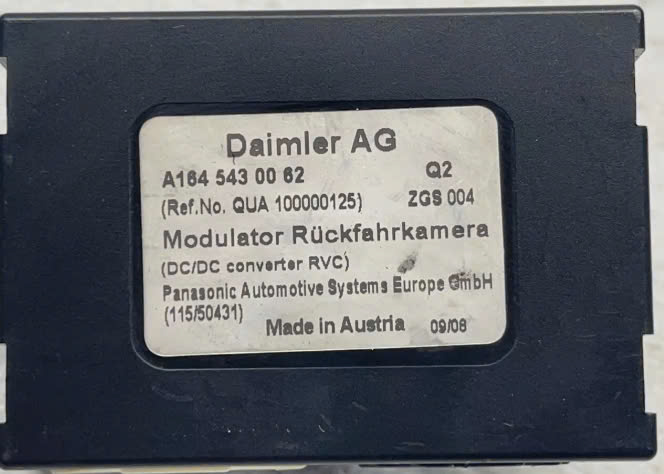 Daimler AG
A164 543 00 62 Q2
(Ref.No. QUA 100000125) ZGS 004
Modulator Rückfahrkamera
(DC/DC converter RVC)
Panasonic Automotive Systems Europe GmbH
(115/50431)
Made in Austria 09/08